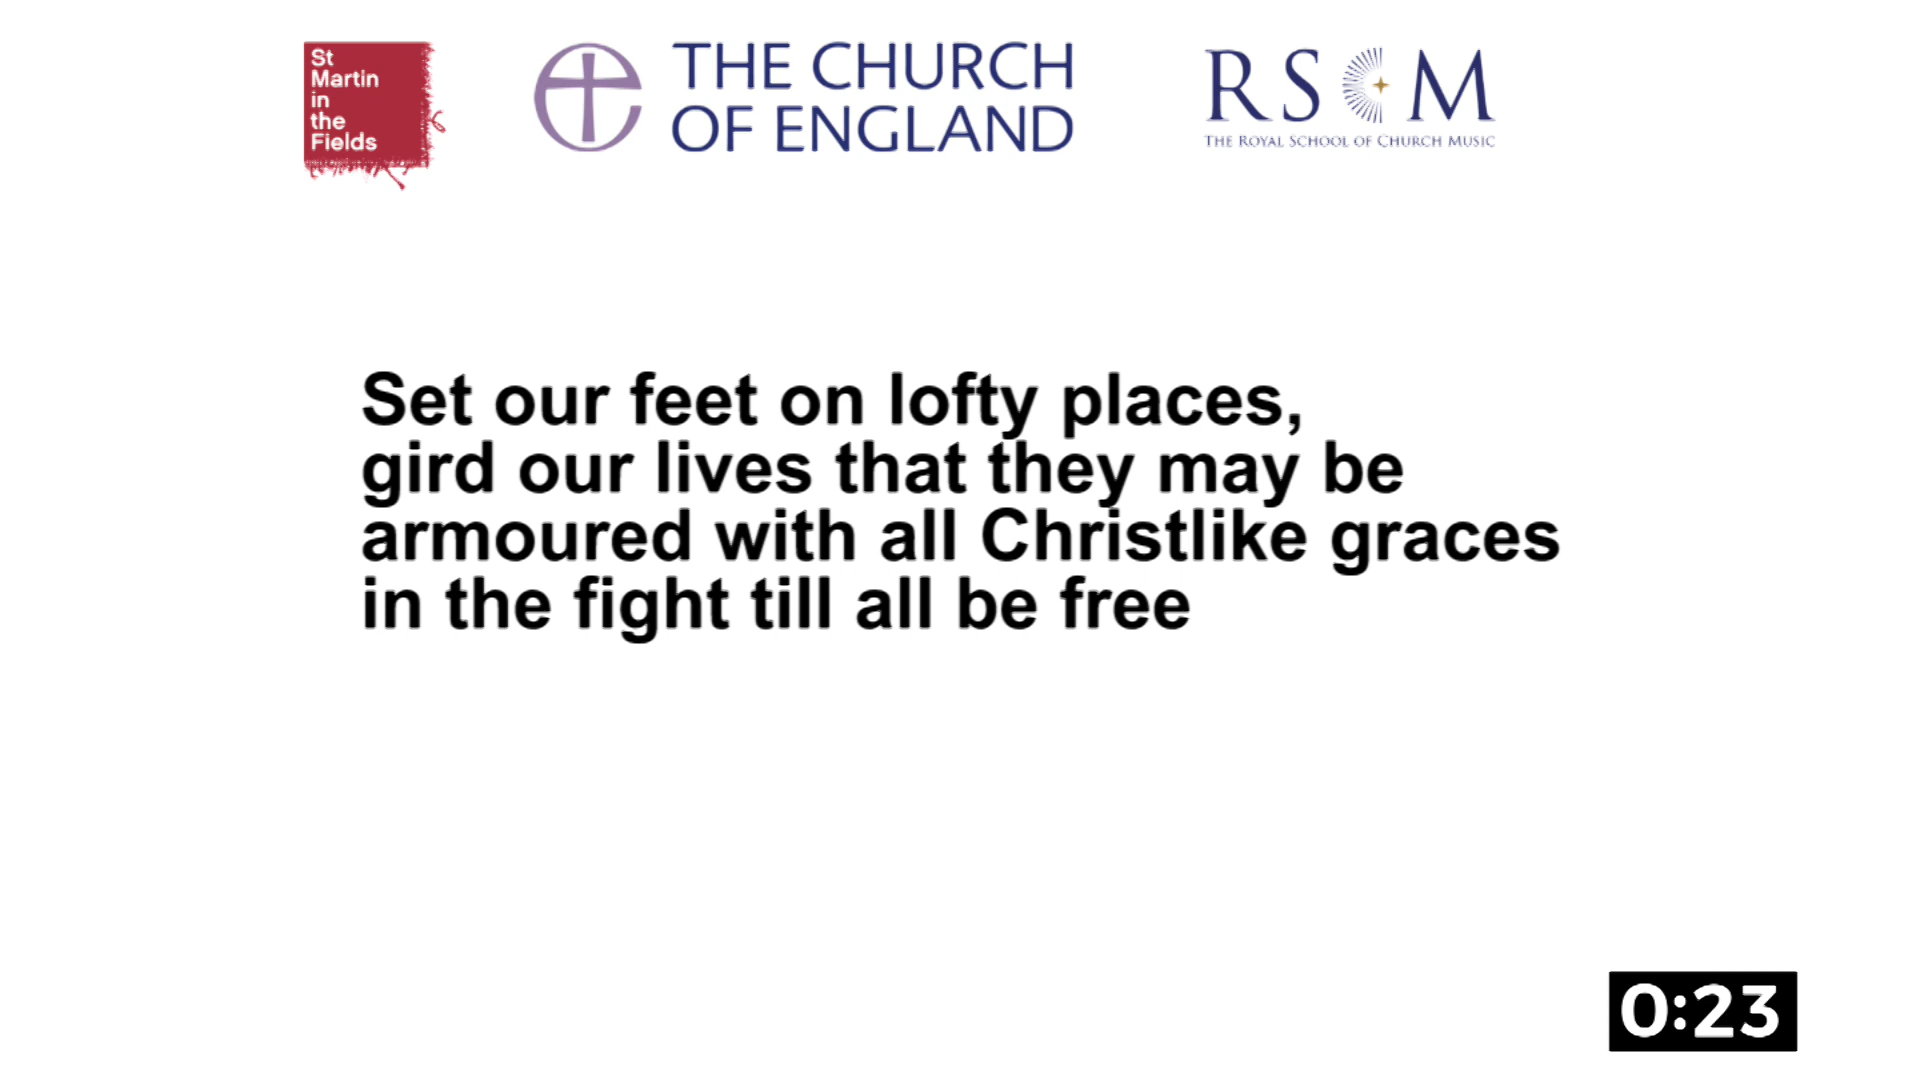 St
Martin
in
the
Fields
THE CHURCH
OF ENGLAND
RSCM
THE ROYAL SCHOOL OF CHURCH MUSIC
Set our feet on lofty places,
gird our lives that they may be
armoured with all Christlike graces
in the fight till all be free
0:23